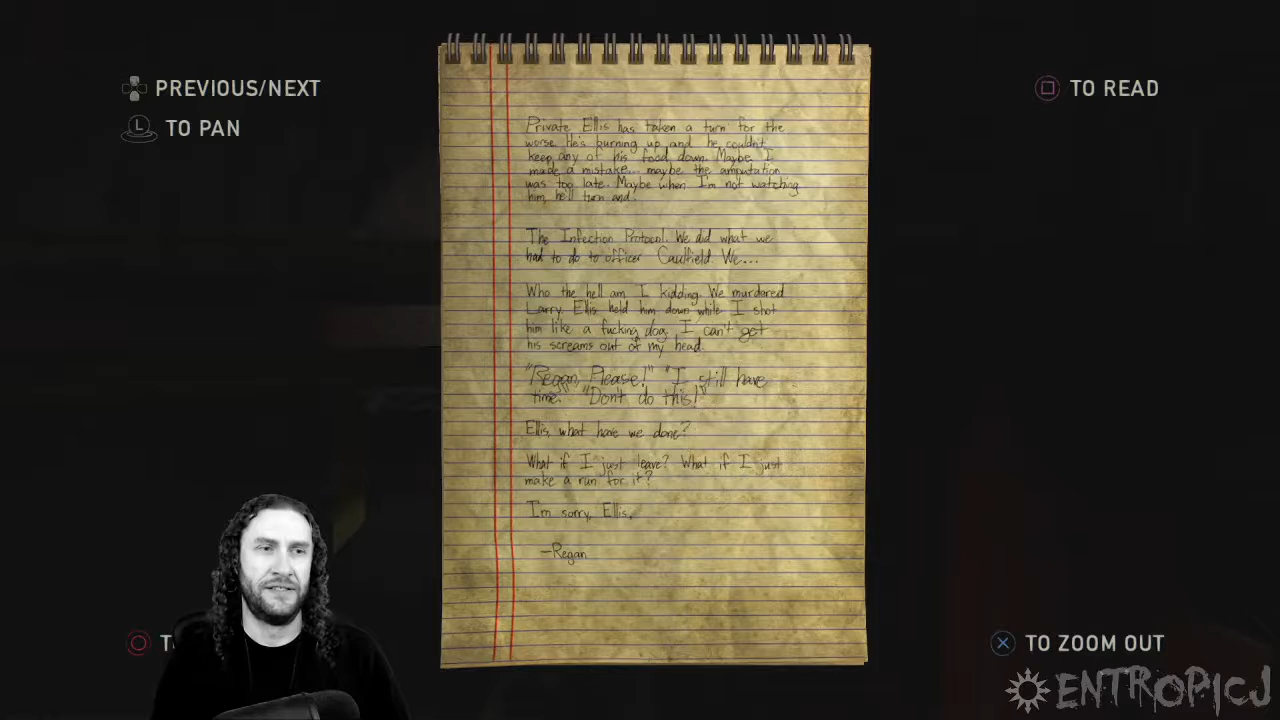 PREVIOUS/NEXT
TO PAN
TO READ
Private Ellis has taken a turn for the
worse. He's burning up and he couldn't
keep any of his food down. Maybe I
made a mistake... maybe the amputation
was too late. Maybe when I'm not watching
him, he'll turn and.
The Infection Protocol. We did what we
had to do to officer Caulfield. We...
Who the hell am I kidding. We murdered
Larry. Ellis held him down while I shot
him like a fucking dog. I can't get
his screams out of my head.
"Regan, Please!" "I still have
time." "Don't do this!"
Ellis, what have we done?
What if I just leave? What if I just
make a run for it?
I'm sorry, Ellis.
—Regan
TO ZOOM OUT
ENTROPICJ